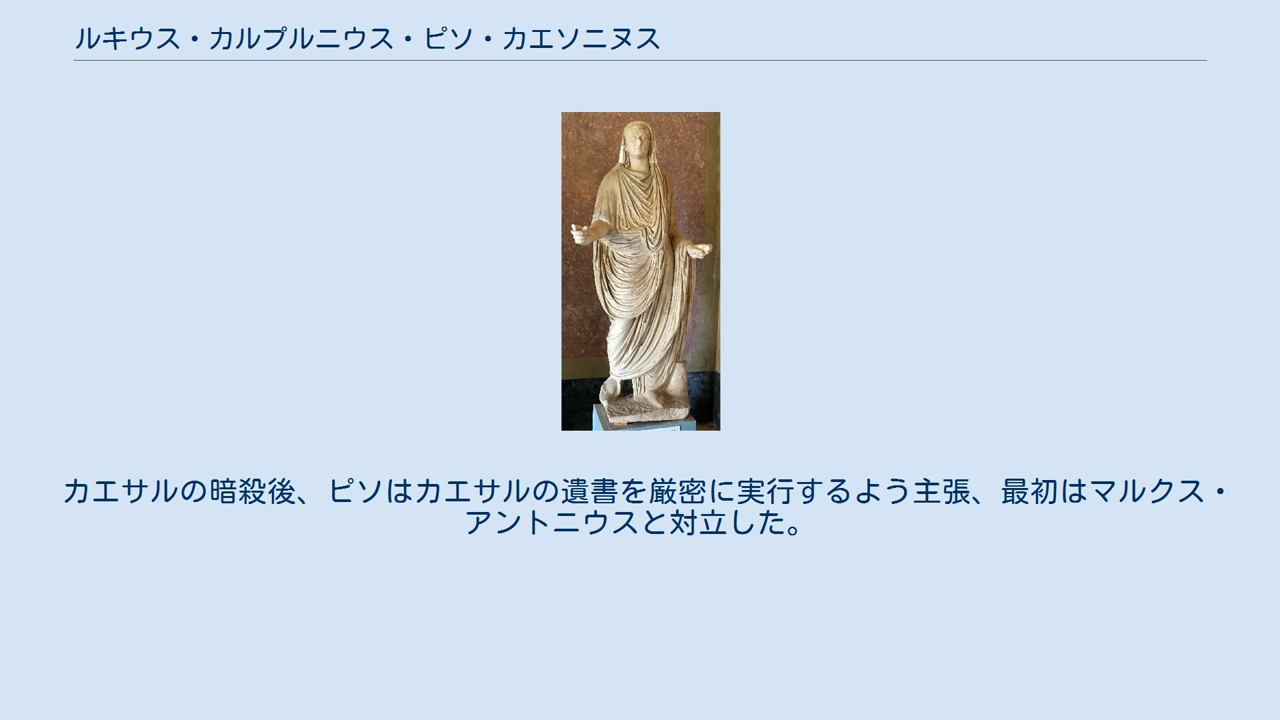 ルキウス・カルプルニウス・ピソ・カエソニヌス
カエサルの暗殺後、ピソはカエサルの遺書を厳密に実行するよう主張、最初はマルクス・
アントニウスと対立した。